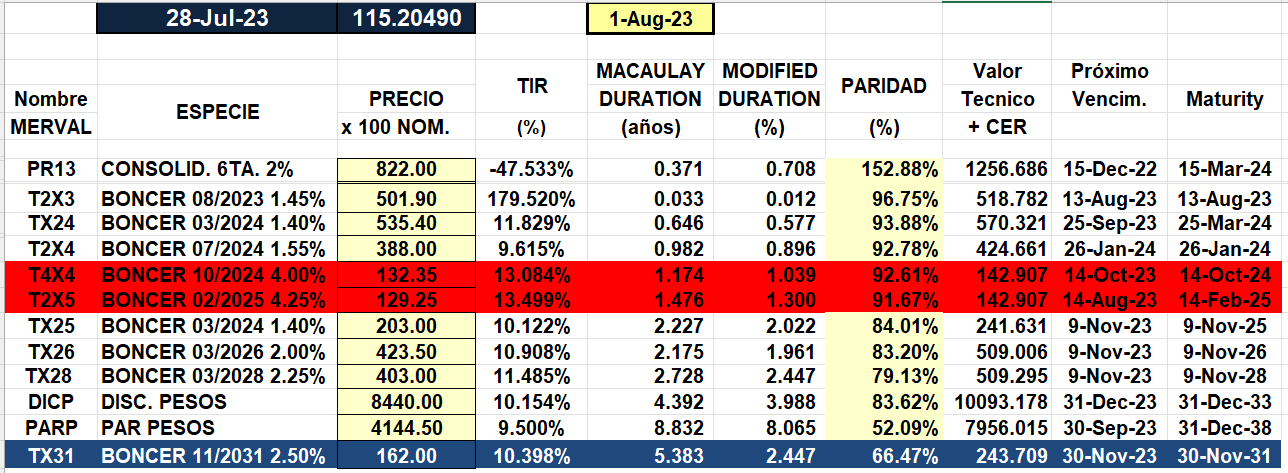 28-Jul-23 115.20490 1-Aug-23
MACAULAY MODIFIED Valor Próximo
TIR PARIDAD
Nombre PRECIO DURATION DURATION Tecnico Vencim. Maturity
ESPECIE
MERVAL x 100 NOM. (%) (años) (%) (%) + CER
PR13 CONSOLID. 6TA. 2% 822.00 -47.533% 0.371 0.708 152.88% 1256.686 15-Dec-22 15-Mar-24
T2X3 BONCER 08/2023 1.45% 501.90 179.520% 0.033 0.012 96.75% 518.782 13-Aug-23 13-Aug-23
TX24 BONCER 03/2024 1.40% 535.40 11.829% 0.646 0.577 93.88% 570.321 25-Sep-23 25-Mar-24
T2X4 BONCER 07/2024 1.55% 388.00 9.615% 0.982 0.896 92.78% 424.661 26-Jan-24 26-Jan-24
T4X4 BONCER 10/2024 4.00% 132.35 13.084% 1.174 1.039 92.61% 142.907 14-Oct-23 14-Oct-24
T2X5 BONCER 02/2025 4.25% 129.25 13.499% 1.476 1.300 91.67% 142.907 14-Aug-23 14-Feb-25
TX25 BONCER 03/2024 1.40% 203.00 10.122% 2.227 2.022 84.01% 241.631 9-Nov-23 9-Nov-25
TX26 BONCER 03/2026 2.00% 423.50 10.908% 2.175 1.961 83.20% 509.006 9-Nov-23 9-Nov-26
TX28 BONCER 03/2028 2.25% 403.00 11.485% 2.728 2.447 79.13% 509.295 9-Nov-23 9-Nov-28
DICP DISC. PESOS 8440.00 10.154% 4.392 3.988 83.62% 10093.178 31-Dec-23 31-Dec-33
PARP PAR PESOS 4144.50 9.500% 8.832 8.065 52.09% 7956.015 30-Sep-23 31-Dec-38
TX31 BONCER 11/2031 2.50% 162.00 10.398% 5.383 2.447 66.47% 243.709 30-Nov-23 30-Nov-31